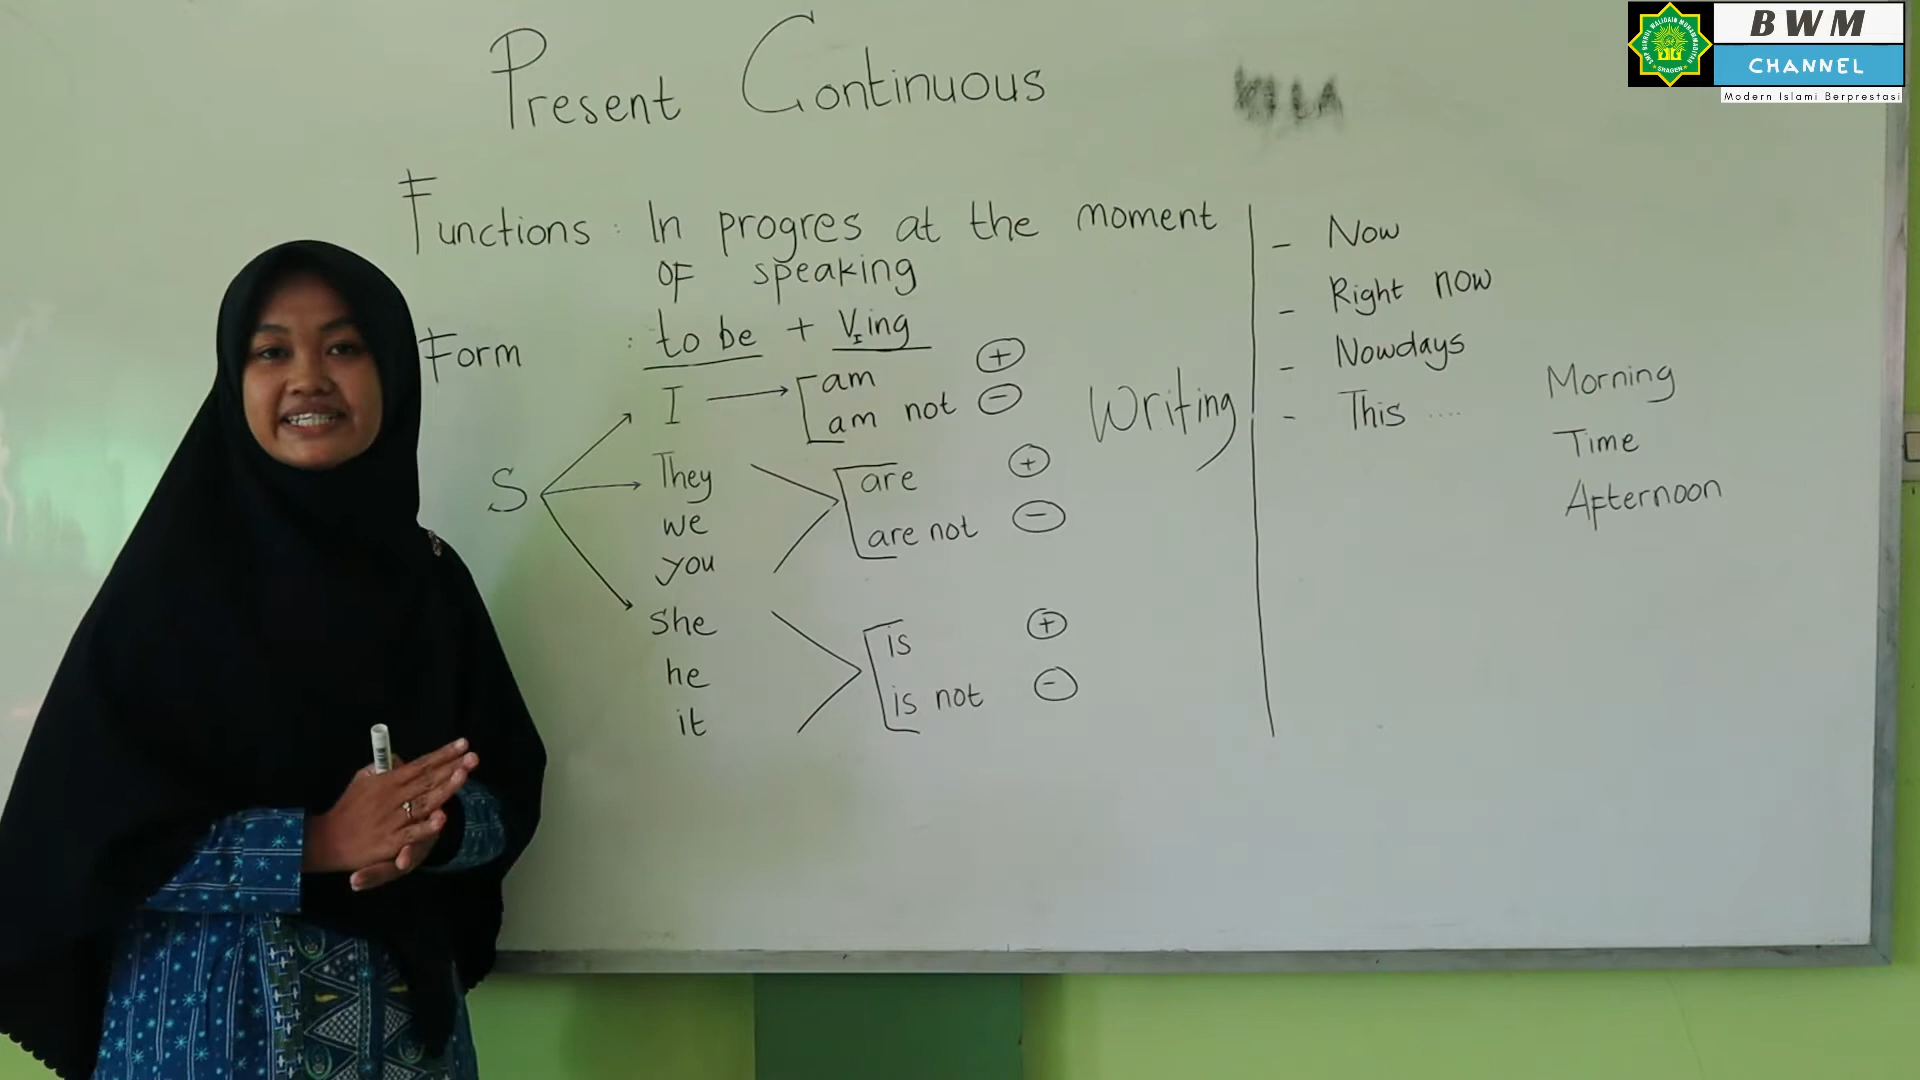 BWM
CHANNEL
Modern Islami Berprestasi
Present Continuous
Functions : In progres at the moment
of speaking
Form : to be + VIing
I am +
am not -
They
we
you
are +
are not -
S
She
he
it
is +
is not -
Writing
- Now
- Right now
- Nowdays
- This ....
Morning
Time
Afternoon